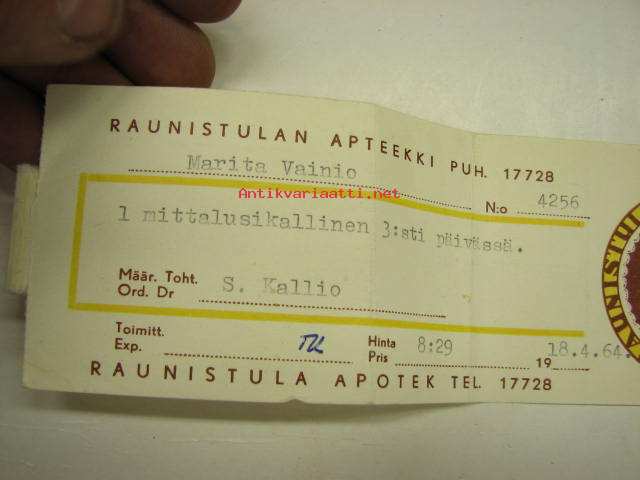 RAUNISTULAN APTEEKKI PUH. 17728
Marita Vainio
Antikvariaatti.net
N:o 4256
1 mittalusikallinen 3:sti päivässä.
Määr. Toht.
Ord. Dr S. Kallio
Toimitt.
Exp. TK
Hinta
Pris 8:29
19 18.4.64.
RAUNISTULA APOTEK TEL. 17728